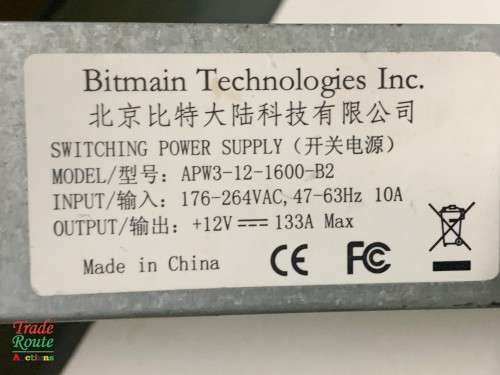 Bitmain Technologies Inc.
北京比特大陆科技有限公司
SWITCHING POWER SUPPLY (开关电源)
MODEL/型号: APW3-12-1600-B2
INPUT/输入: 176-264VAC,47-63Hz 10A
OUTPUT/输出: +12V⎓133A Max
Made in China CE FC
Trade
Route
Auctions